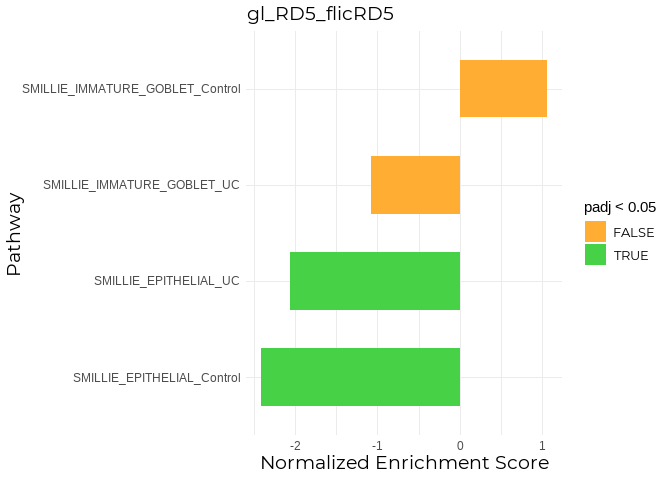 gl_RD5_flicRD5
SMILLIE_IMMATURE_GOBLET_Control
SMILLIE_IMMATURE_GOBLET_UC
SMILLIE_EPITHELIAL_UC
SMILLIE_EPITHELIAL_Control
Pathway
-2 -1 0 1
Normalized Enrichment Score
padj < 0.05
FALSE
TRUE